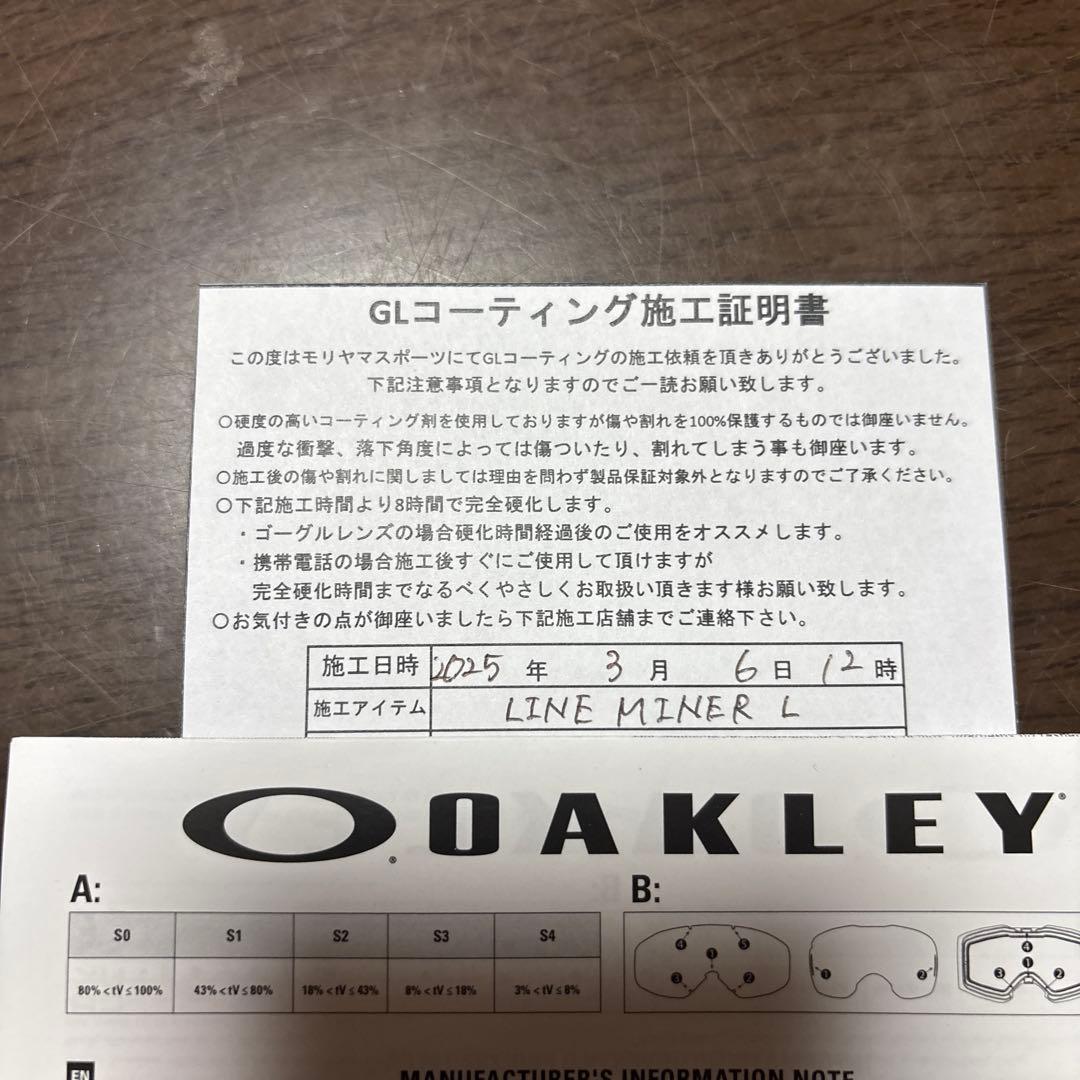 GLコーティング施工証明書
この度はモリヤマスポーツにてGLコーティングの施工依頼を頂きありがとうございました。
下記注意事項となりますのでご一読お願い致します。
○硬度の高いコーティング剤を使用しておりますが傷や割れを100%保護するものでは御座いません。
過度な衝撃、落下角度によっては傷ついたり、割れてしまう事も御座います。
○施工後の傷や割れに関しましては理由を問わず製品保証対象外となりますのでご了承ください。
○下記施工時間より8時間で完全硬化します。
・ゴーグルレンズの場合硬化時間経過後のご使用をオススメします。
・携帯電話の場合施工後すぐにご使用して頂けますが
完全硬化時間までなるべくやさしくお取扱い頂きます様お願い致します。
○お気付きの点が御座いましたら下記施工店舗までご連絡下さい。
施工日時 2025 年 3 月 6 日 12 時
施工アイテム LINE MINER L
OAKLEY®
A: B:
S0 S1 S2 S3 S4
80% < tV ≤ 100% 43% < tV ≤ 80% 18% < tV ≤ 43% 8% < tV ≤ 18% 3% < tV ≤ 8%
4 5 1 3 2
1 2
4 1 3 2
EN MANUFACTURER'S INFORMATION NOTE